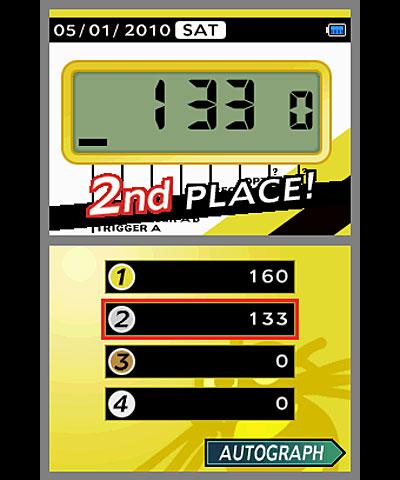 05/01/2010 SAT
133 0
2nd PLACE!
TRIGGER A
1 160
2 133
3 0
4 0
AUTOGRAPH